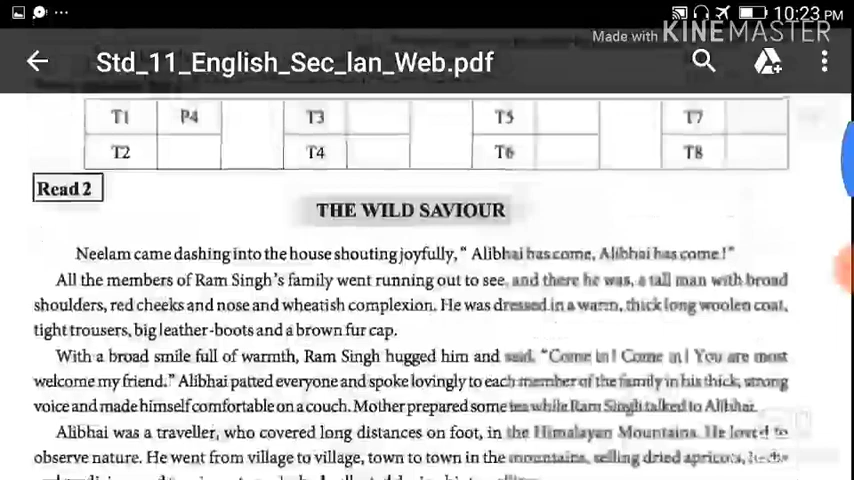 10:23 PM
Made with KINEMASTER
Std_11_English_Sec_lan_Web.pdf
T1 P4 T3 T5 T7
T2 T4 T6 T8
Read 2
THE WILD SAVIOUR
Neelam came dashing into the house shouting joyfully, “ Alibhai has come, Alibhai has come !”
All the members of Ram Singh's family went running out to see, and there he was, a tall man with broad
shoulders, red cheeks and nose and wheatish complexion. He was dressed in a warm, thick long woolen coat,
tight trousers, big leather-boots and a brown fur cap.
With a broad smile full of warmth, Ram Singh hugged him and said, “Come in! Come in! You are most
welcome my friend.” Alibhai patted everyone and spoke lovingly to each member of the family in his thick, strong
voice and made himself comfortable on a couch. Mother prepared some tea while Ram Singh talked to Alibhai.
Alibhai was a traveller, who covered long distances on foot, in the Himalayan Mountains. He loved to
observe nature. He went from village to village, town to town in the mountains, selling dried apricots,